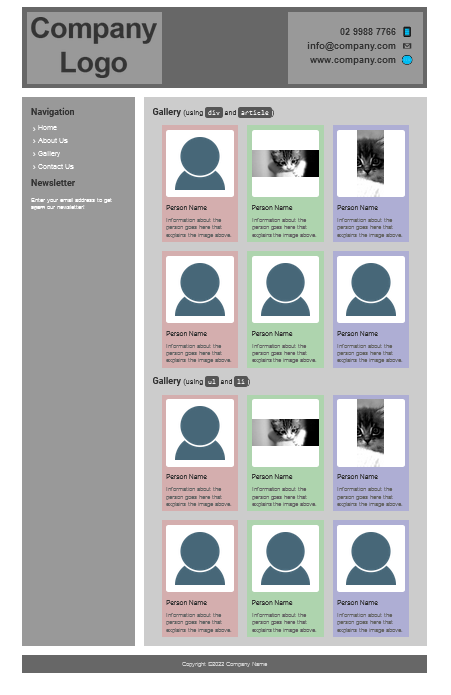 Company
Logo
02 9988 7766
info@company.com
www.company.com
Navigation
› Home
› About Us
› Gallery
› Contact Us
Newsletter
Enter your email address to get
spam our newsletter!
Gallery (using div and article)
Person Name
Information about the
person goes here that
explains the image above.
Person Name
Information about the
person goes here that
explains the image above.
Person Name
Information about the
person goes here that
explains the image above.
Person Name
Information about the
person goes here that
explains the image above.
Person Name
Information about the
person goes here that
explains the image above.
Person Name
Information about the
person goes here that
explains the image above.
Gallery (using ul and li)
Person Name
Information about the
person goes here that
explains the image above.
Person Name
Information about the
person goes here that
explains the image above.
Person Name
Information about the
person goes here that
explains the image above.
Person Name
Information about the
person goes here that
explains the image above.
Person Name
Information about the
person goes here that
explains the image above.
Person Name
Information about the
person goes here that
explains the image above.
Copyright ©2022 Company Name